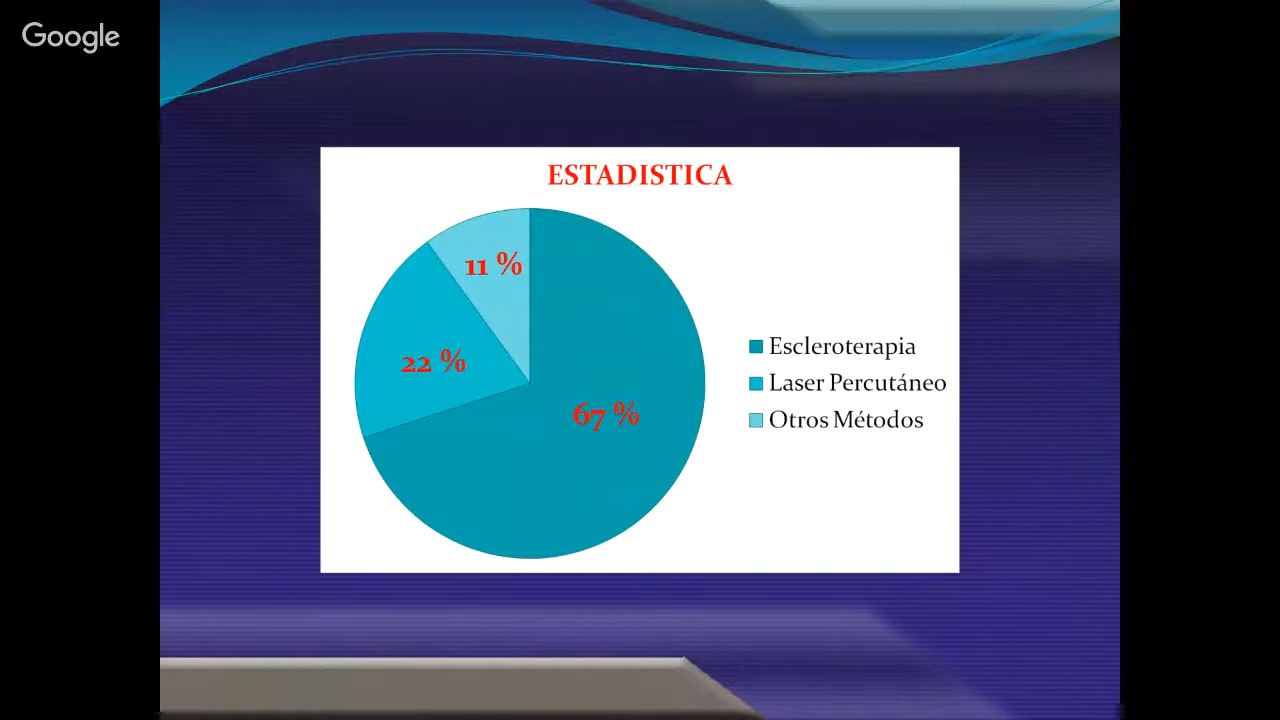 Google
ESTADISTICA
11 %
22 %
67 %
Escleroterapia
Laser Percutáneo
Otros Métodos